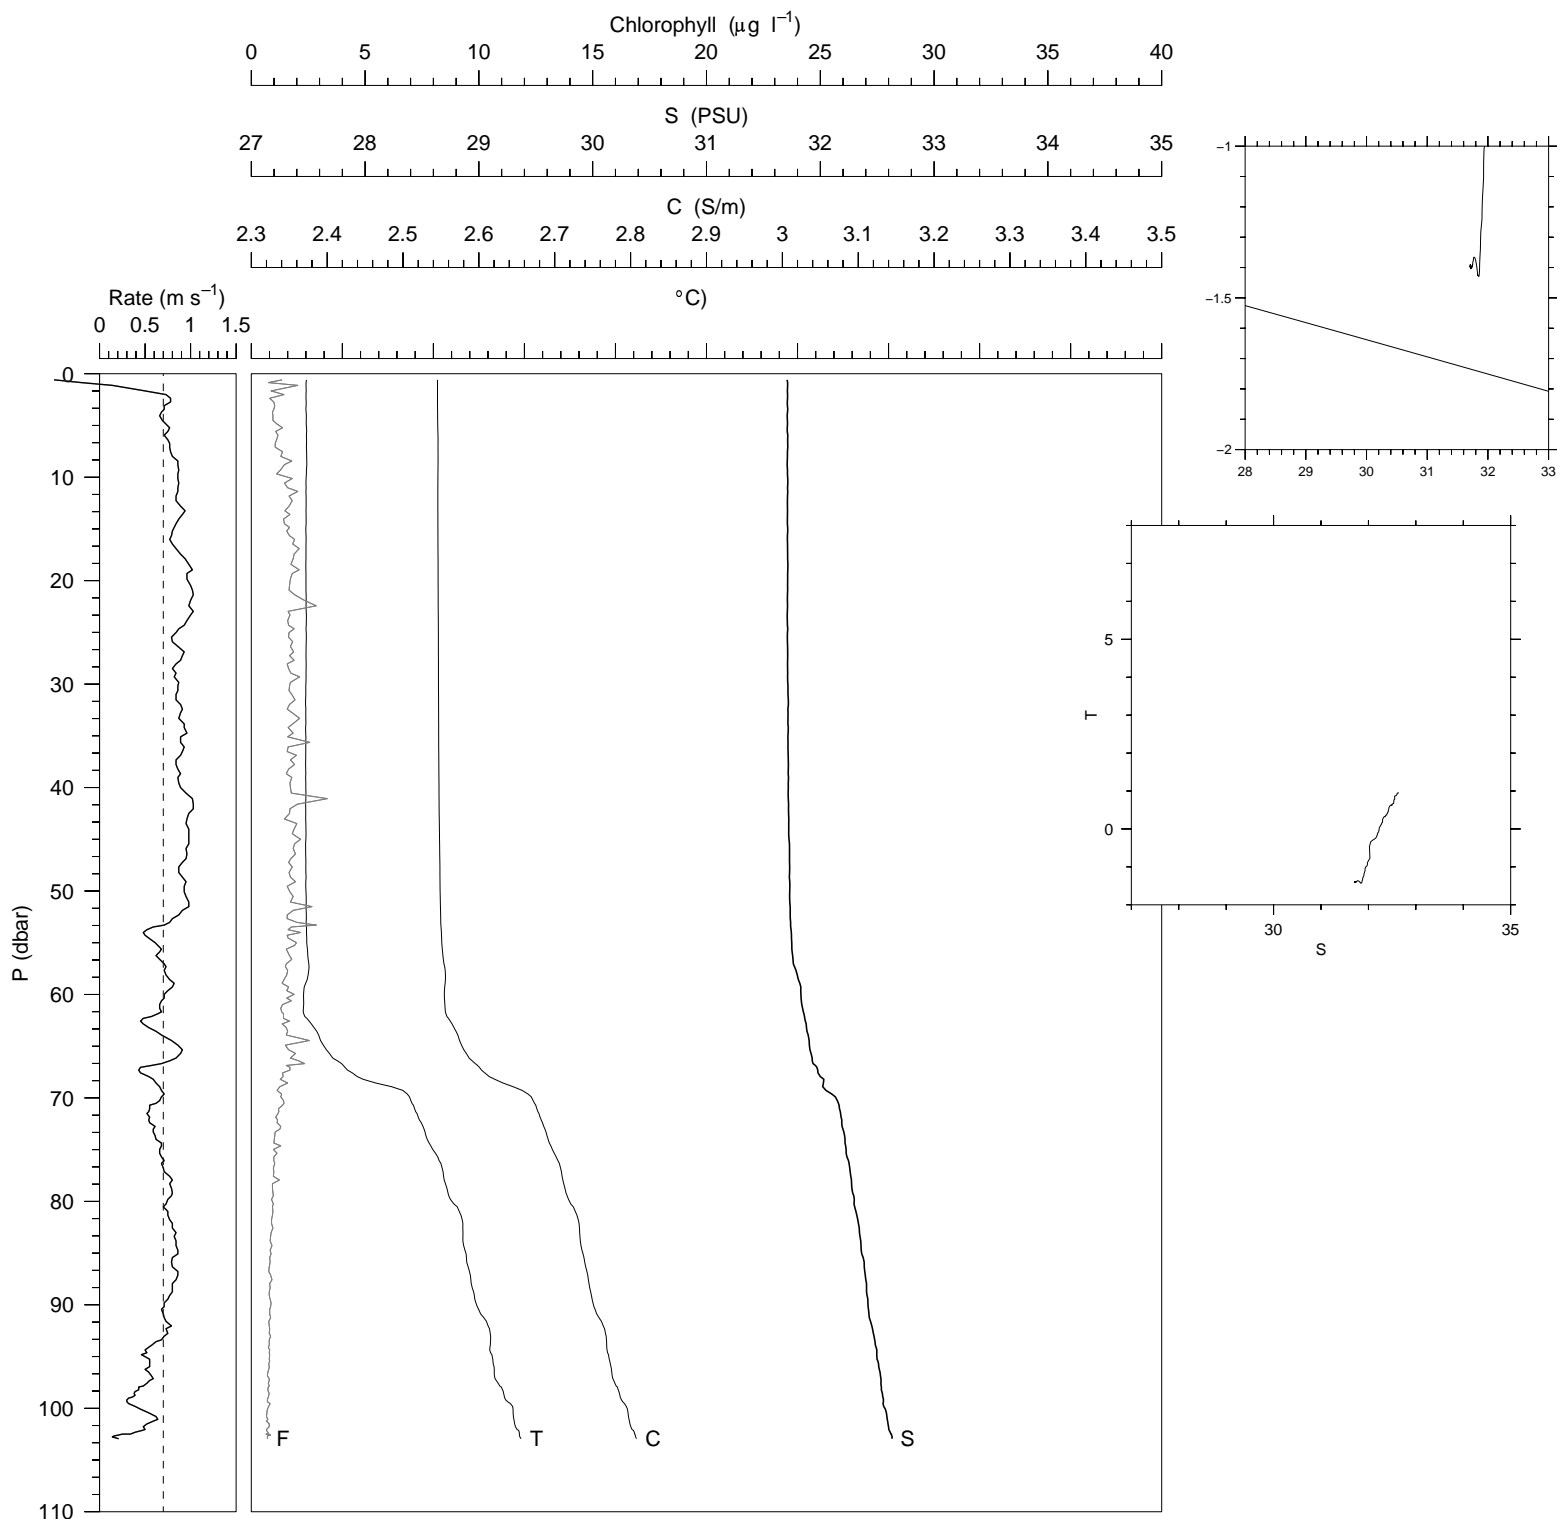 Chlorophyll (μg l⁻¹)
0 5 10 15 20 25 30 35 40
S (PSU)
27 28 29 30 31 32 33 34 35
C (S/m)
2.3 2.4 2.5 2.6 2.7 2.8 2.9 3 3.1 3.2 3.3 3.4 3.5
Rate (m s⁻¹)
0 0.5 1 1.5
°C)
P (dbar)
0
10
20
30
40
50
60
70
80
90
100
110
F T C S
−1
−1.5
−2
28 29 30 31 32 33
T
5
0
30 35
S